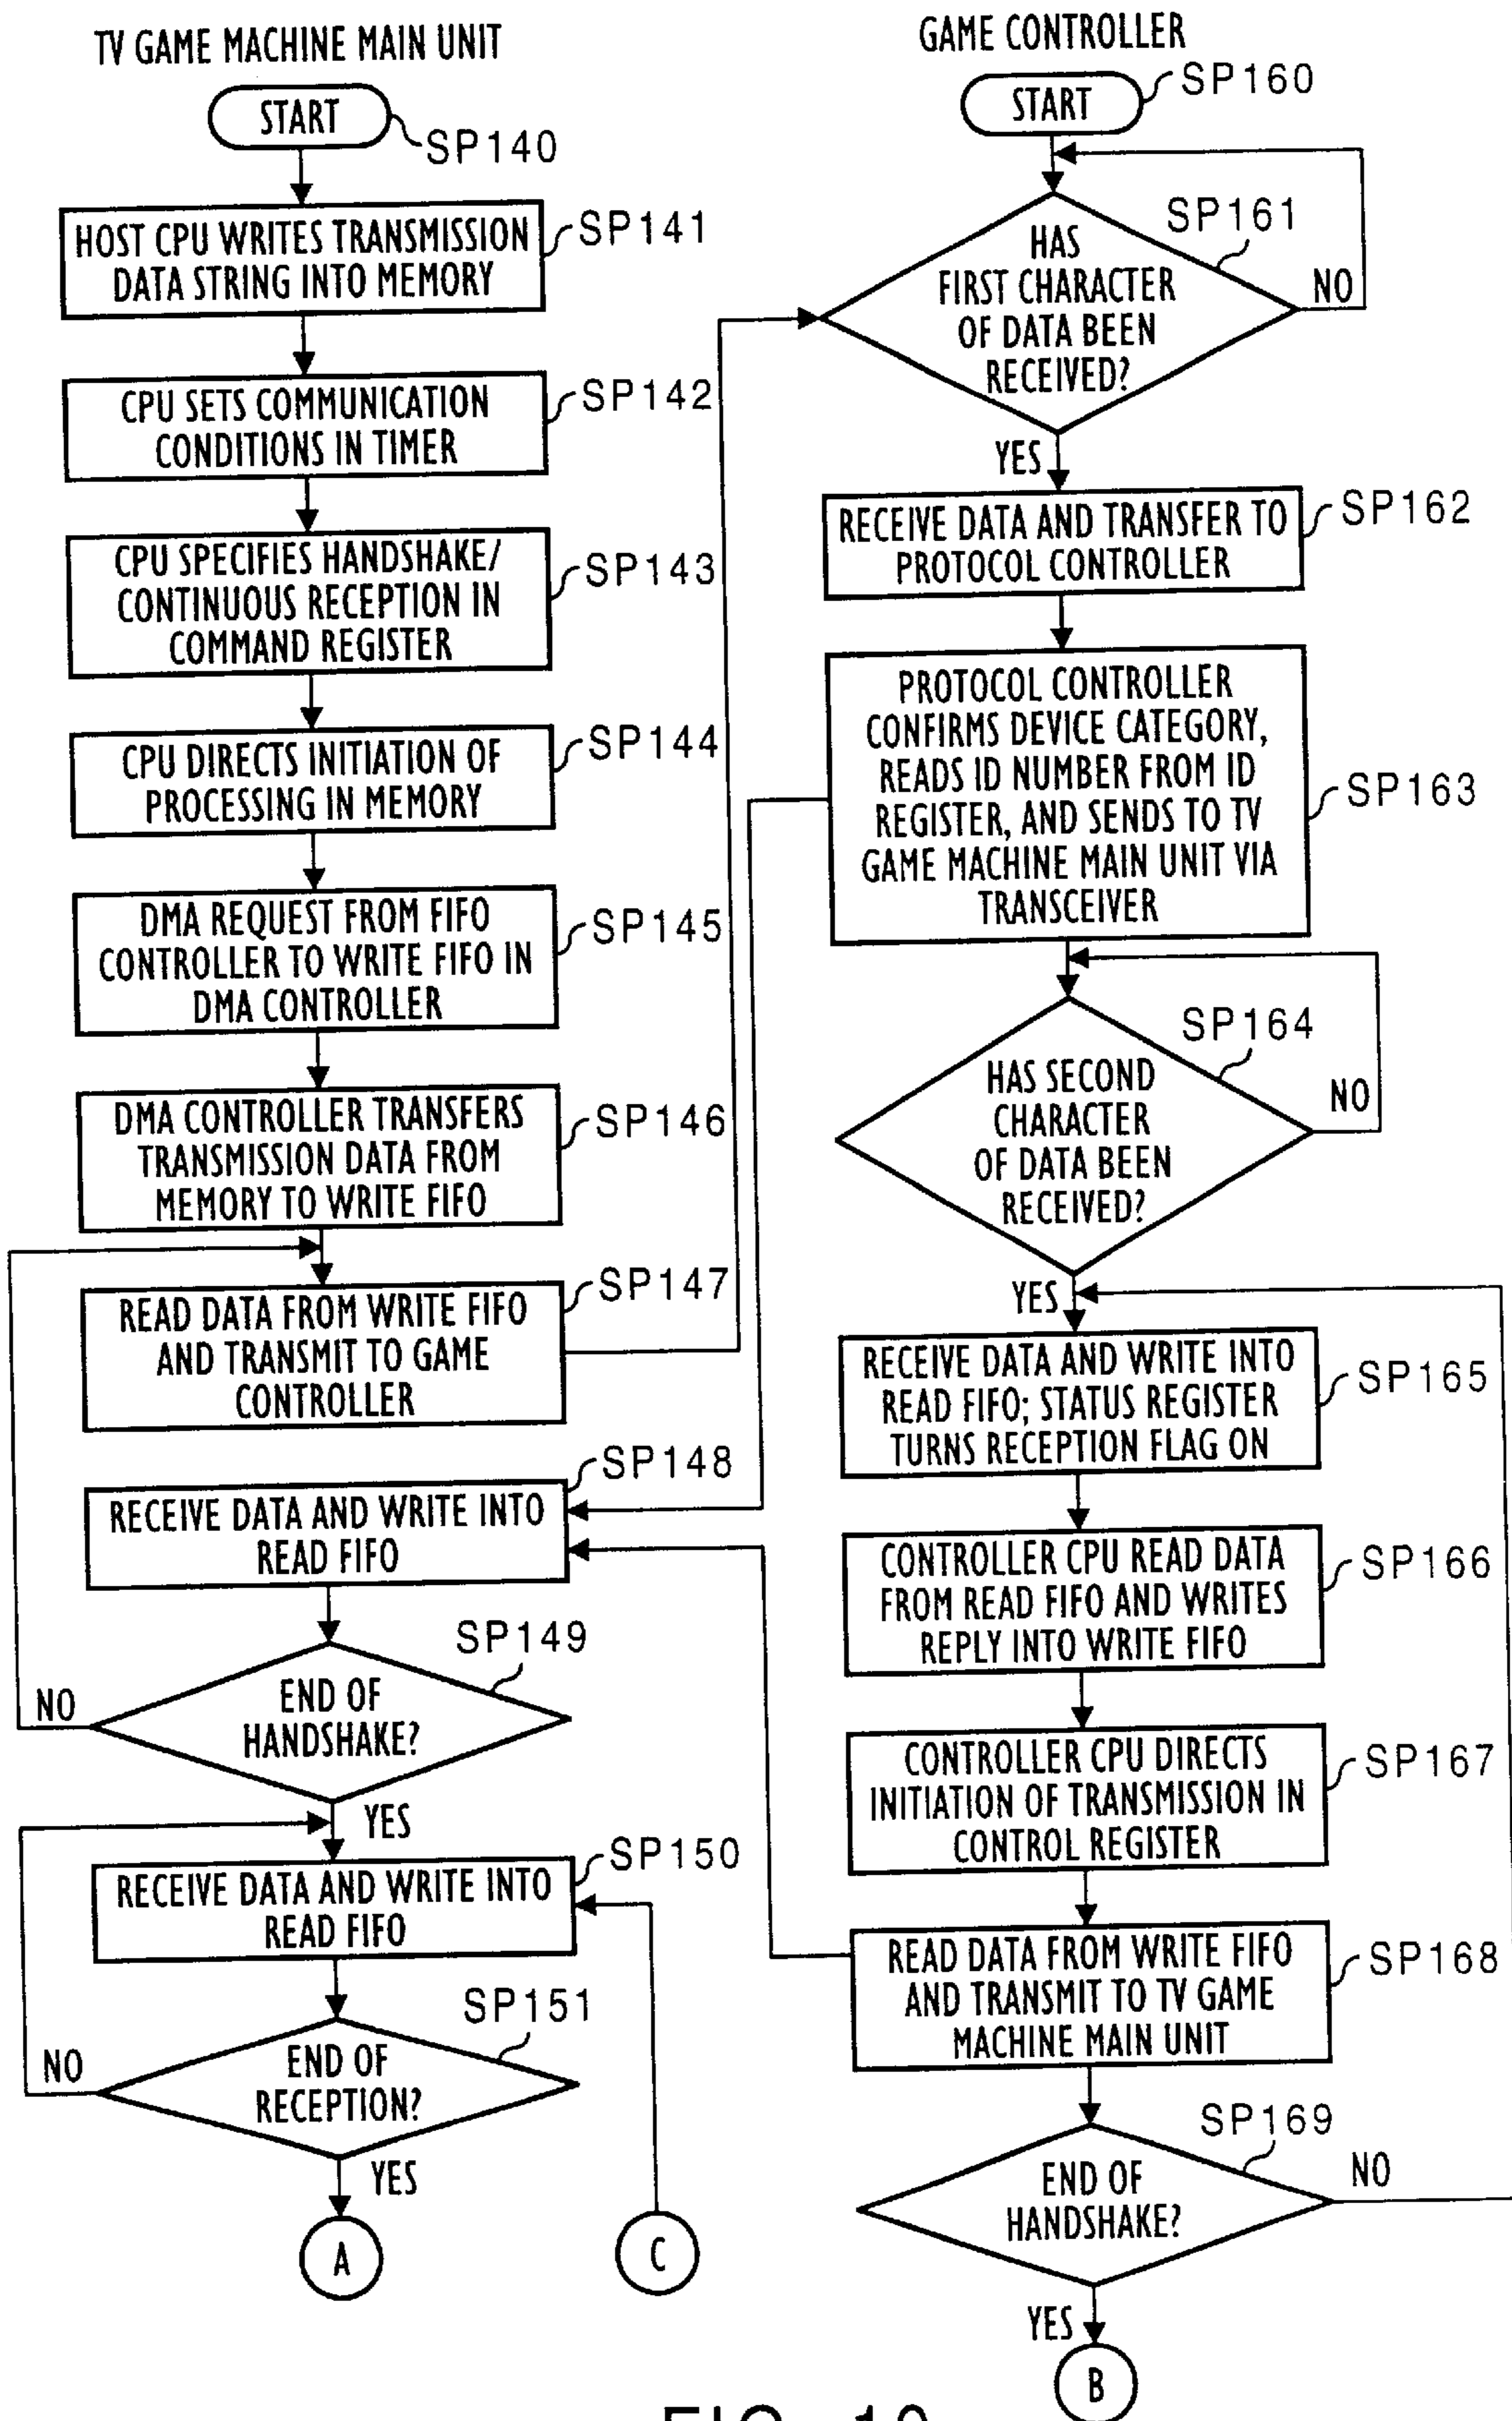 TV GAME MACHINE MAIN UNIT
START
SP140
HOST CPU WRITES TRANSMISSION
DATA STRING INTO MEMORY
SP141
CPU SETS COMMUNICATION
CONDITIONS IN TIMER
SP142
CPU SPECIFIES HANDSHAKE/
CONTINUOUS RECEPTION IN
COMMAND REGISTER
SP143
CPU DIRECTS INITIATION OF
PROCESSING IN MEMORY
SP144
DMA REQUEST FROM FIFO
CONTROLLER TO WRITE FIFO IN
DMA CONTROLLER
SP145
DMA CONTROLLER TRANSFERS
TRANSMISSION DATA FROM
MEMORY TO WRITE FIFO
SP146
READ DATA FROM WRITE FIFO
AND TRANSMIT TO GAME
CONTROLLER
SP147
RECEIVE DATA AND WRITE INTO
READ FIFO
SP148
END OF
HANDSHAKE?
SP149
NO
YES
RECEIVE DATA AND WRITE INTO
READ FIFO
SP150
END OF
RECEPTION?
SP151
NO
YES
A
C
GAME CONTROLLER
START
SP160
HAS
FIRST CHARACTER
OF DATA BEEN
RECEIVED?
SP161
NO
YES
RECEIVE DATA AND TRANSFER TO
PROTOCOL CONTROLLER
SP162
PROTOCOL CONTROLLER
CONFIRMS DEVICE CATEGORY,
READS ID NUMBER FROM ID
REGISTER, AND SENDS TO TV
GAME MACHINE MAIN UNIT VIA
TRANSCEIVER
SP163
HAS SECOND
CHARACTER
OF DATA BEEN
RECEIVED?
SP164
NO
YES
RECEIVE DATA AND WRITE INTO
READ FIFO; STATUS REGISTER
TURNS RECEPTION FLAG ON
SP165
CONTROLLER CPU READ DATA
FROM READ FIFO AND WRITES
REPLY INTO WRITE FIFO
SP166
CONTROLLER CPU DIRECTS
INITIATION OF TRANSMISSION IN
CONTROL REGISTER
SP167
READ DATA FROM WRITE FIFO
AND TRANSMIT TO TV GAME
MACHINE MAIN UNIT
SP168
END OF
HANDSHAKE?
SP169
NO
YES
B